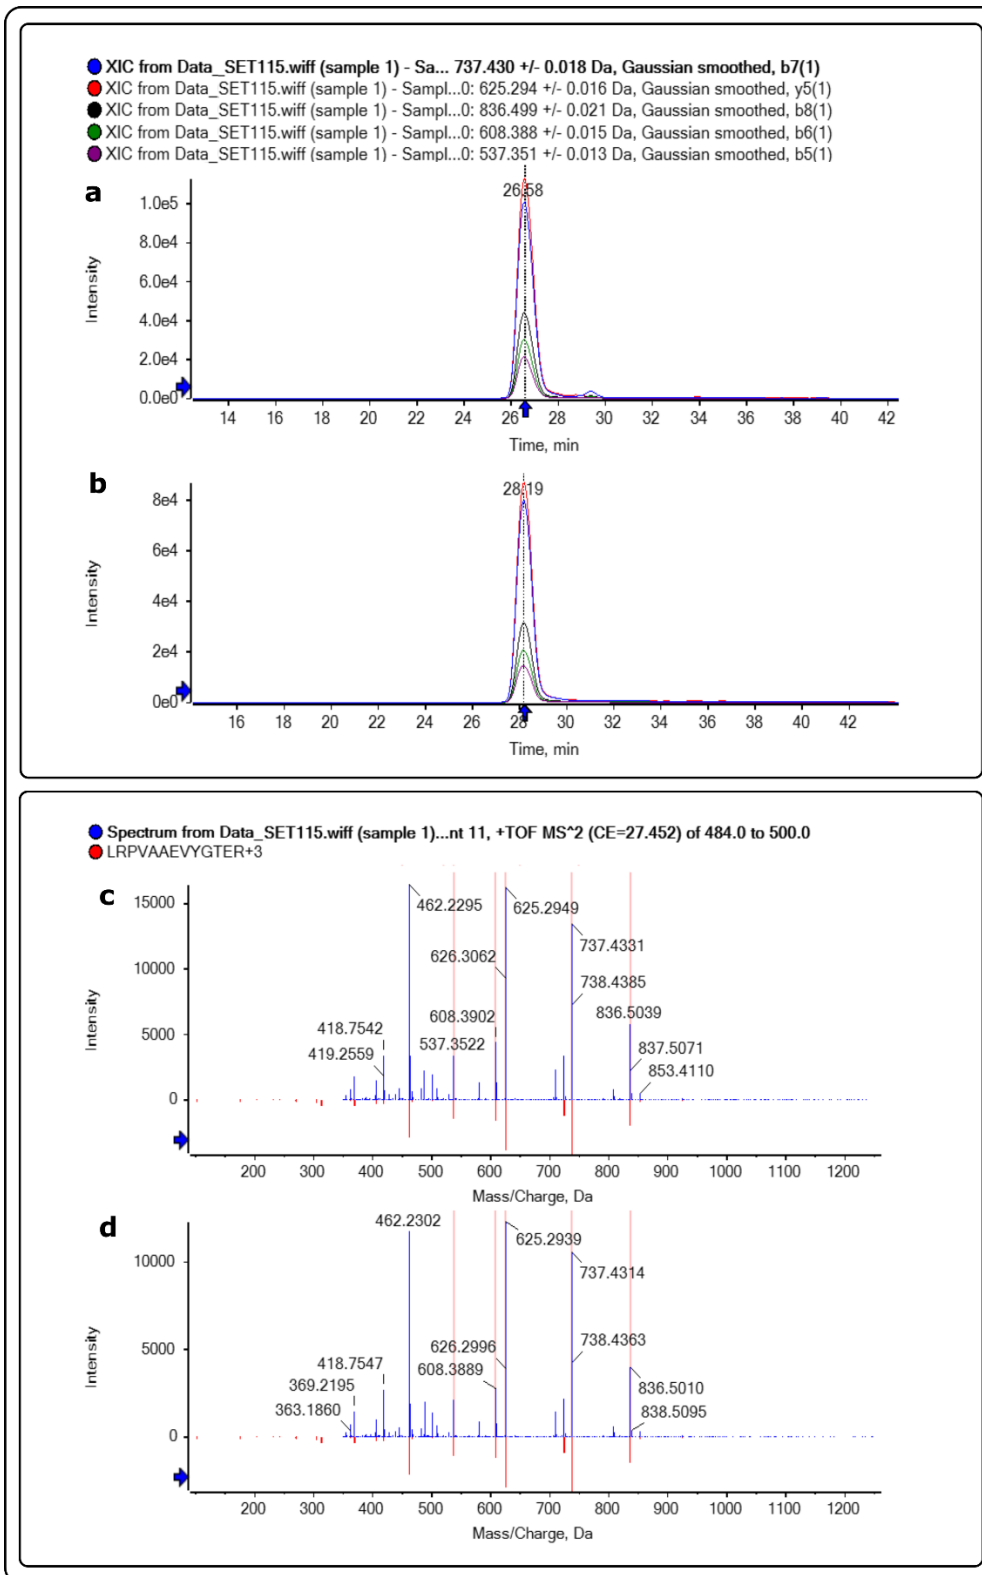 XIC from Data_SET115.wiff (sample 1) - Sa... 737.430 +/- 0.018 Da, Gaussian smoothed, b7(1)
XIC from Data_SET115.wiff (sample 1) - Sampl...0: 625.294 +/- 0.016 Da, Gaussian smoothed, y5(1)
XIC from Data_SET115.wiff (sample 1) - Sampl...0: 836.499 +/- 0.021 Da, Gaussian smoothed, b8(1)
XIC from Data_SET115.wiff (sample 1) - Sampl...0: 608.388 +/- 0.015 Da, Gaussian smoothed, b6(1)
XIC from Data_SET115.wiff (sample 1) - Sampl...0: 537.351 +/- 0.013 Da, Gaussian smoothed, b5(1)
a
26.58
1.0e5
8.0e4
6.0e4
4.0e4
2.0e4
0.0e0
Intensity
14 16 18 20 22 24 26 28 30 32 34 36 38 40 42
Time, min
b
28.19
8e4
6e4
4e4
2e4
0e0
Intensity
16 18 20 22 24 26 28 30 32 34 36 38 40 42
Time, min
Spectrum from Data_SET115.wiff (sample 1)...nt 11, +TOF MS^2 (CE=27.452) of 484.0 to 500.0
LRPVAAEVYGTER+3
c
15000
10000
5000
0
Intensity
462.2295
625.2949
737.4331
626.3062
738.4385
608.3902
836.5039
418.7542
537.3522
837.5071
419.2559
853.4110
200 300 400 500 600 700 800 900 1000 1100 1200
Mass/Charge, Da
d
10000
5000
0
Intensity
462.2302
625.2939
737.4314
626.2996
738.4363
418.7547
608.3889
836.5010
369.2195
838.5095
363.1860
200 300 400 500 600 700 800 900 1000 1100 1200
Mass/Charge, Da